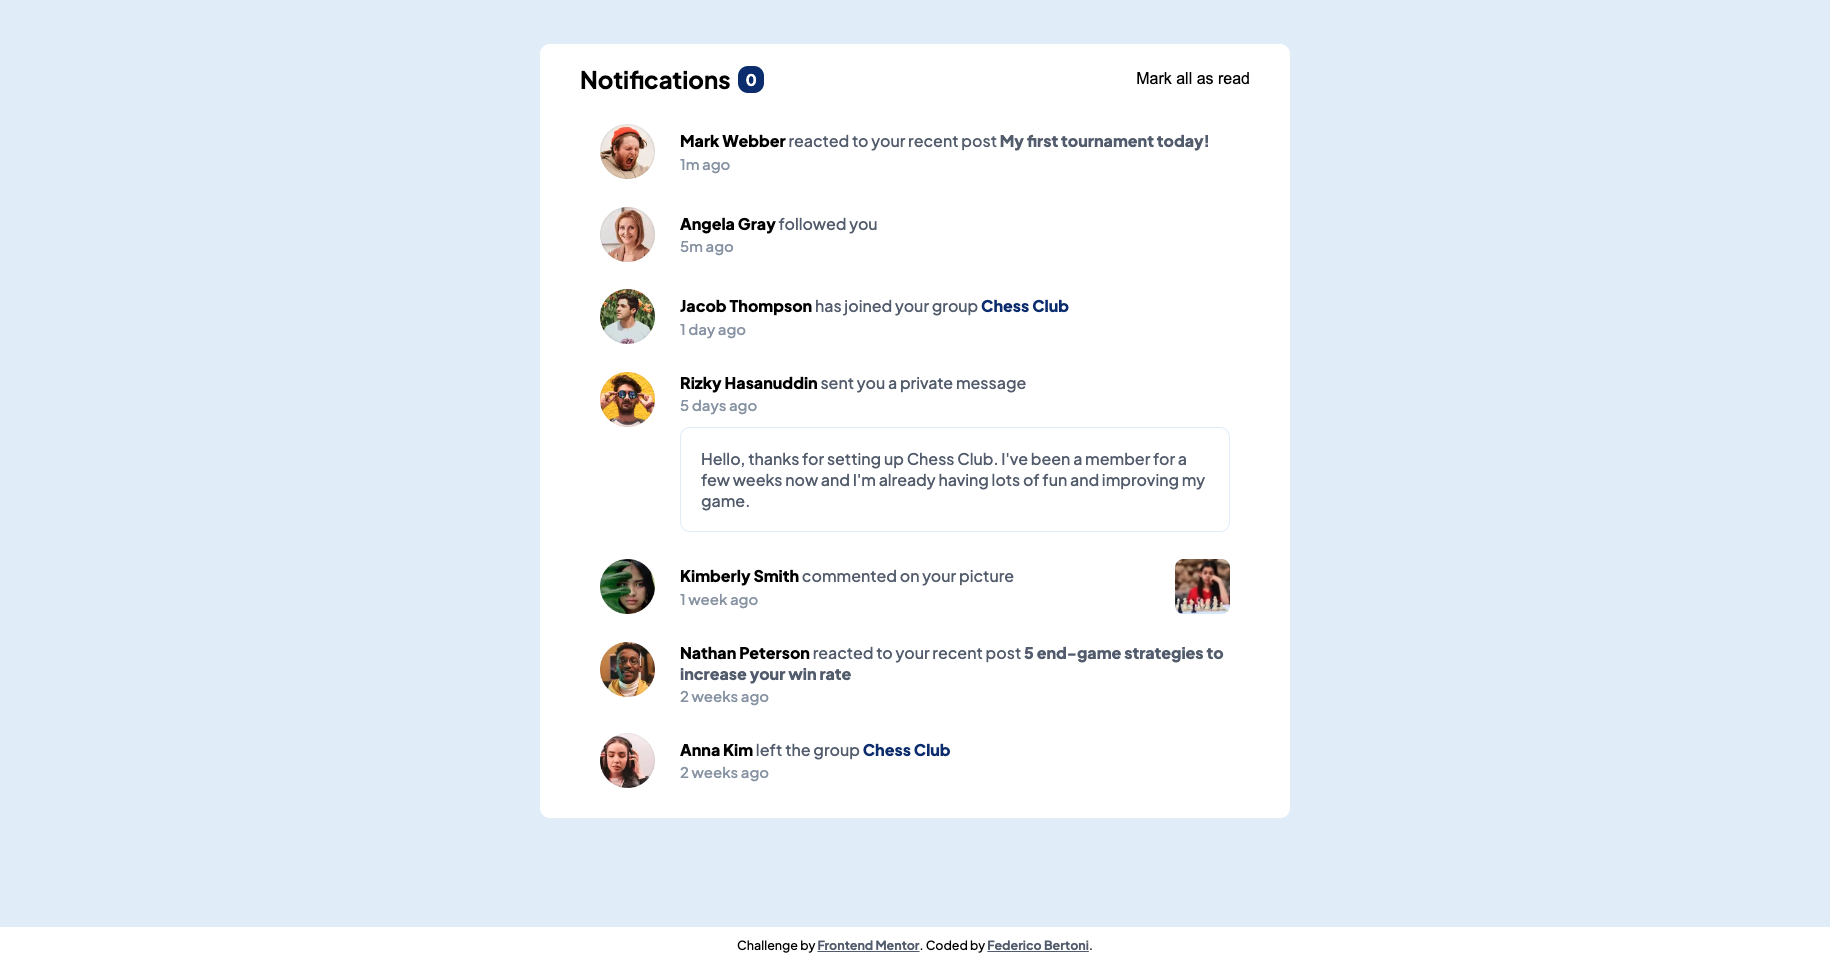 Notifications 0
Mark all as read
Mark Webber reacted to your recent post My first tournament today!
1m ago
Angela Gray followed you
5m ago
Jacob Thompson has joined your group Chess Club
1 day ago
Rizky Hasanuddin sent you a private message
5 days ago
Hello, thanks for setting up Chess Club. I've been a member for a
few weeks now and I'm already having lots of fun and improving my
game.
Kimberly Smith commented on your picture
1 week ago
Nathan Peterson reacted to your recent post 5 end-game strategies to
increase your win rate
2 weeks ago
Anna Kim left the group Chess Club
2 weeks ago
Challenge by Frontend Mentor. Coded by Federico Bertoni.